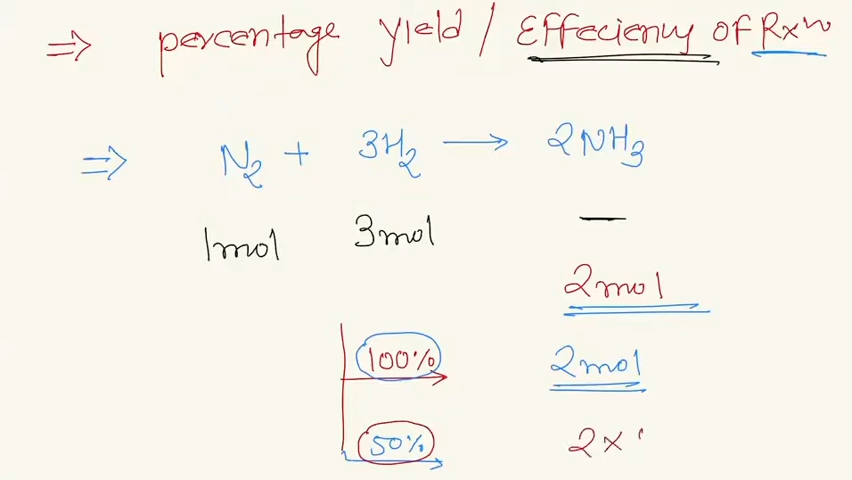 ⇒ percentage yield / Effeciency of Rxn
⇒ N₂ + 3H₂ → 2NH₃
1mol 3mol —
2mol
100% 2mol
50% 2×